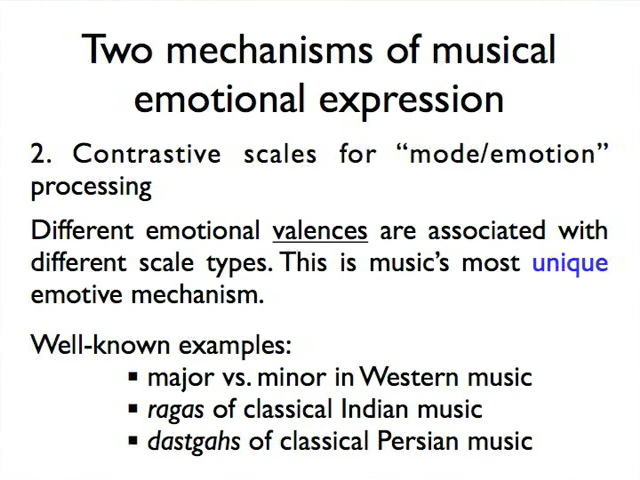 Two mechanisms of musical
emotional expression
2. Contrastive scales for “mode/emotion”
processing
Different emotional valences are associated with
different scale types. This is music’s most unique
emotive mechanism.
Well-known examples:
▪ major vs. minor in Western music
▪ ragas of classical Indian music
▪ dastgahs of classical Persian music